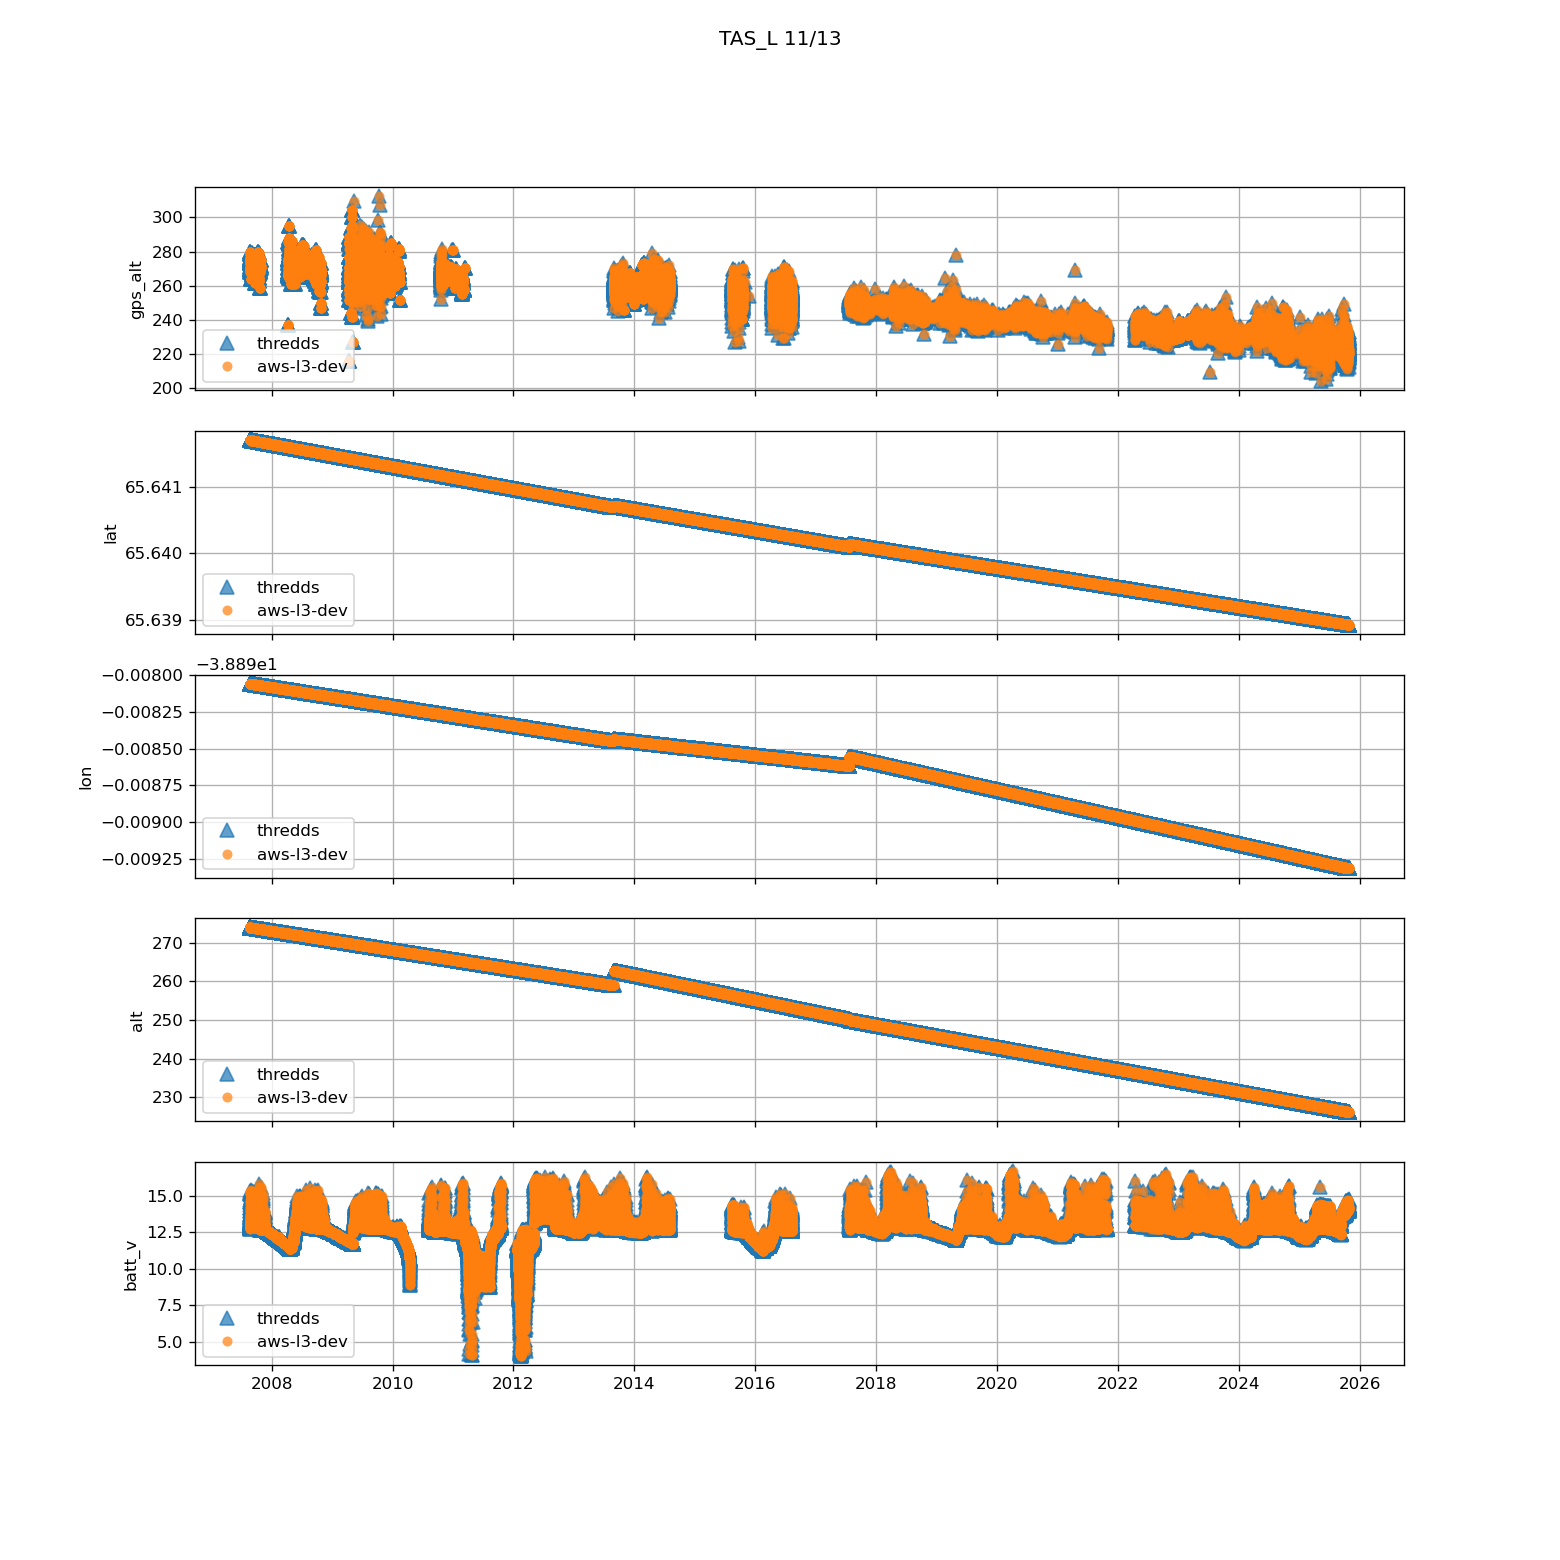 TAS_L 11/13
300
280
260
240
220
200
gps_alt
thredds
aws-l3-dev
65.641
65.640
65.639
lat
thredds
aws-l3-dev
−3.889e1
−0.00800
−0.00825
−0.00850
−0.00875
−0.00900
−0.00925
lon
thredds
aws-l3-dev
270
260
250
240
230
alt
thredds
aws-l3-dev
15.0
12.5
10.0
7.5
5.0
batt_v
thredds
aws-l3-dev
2008 2010 2012 2014 2016 2018 2020 2022 2024 2026